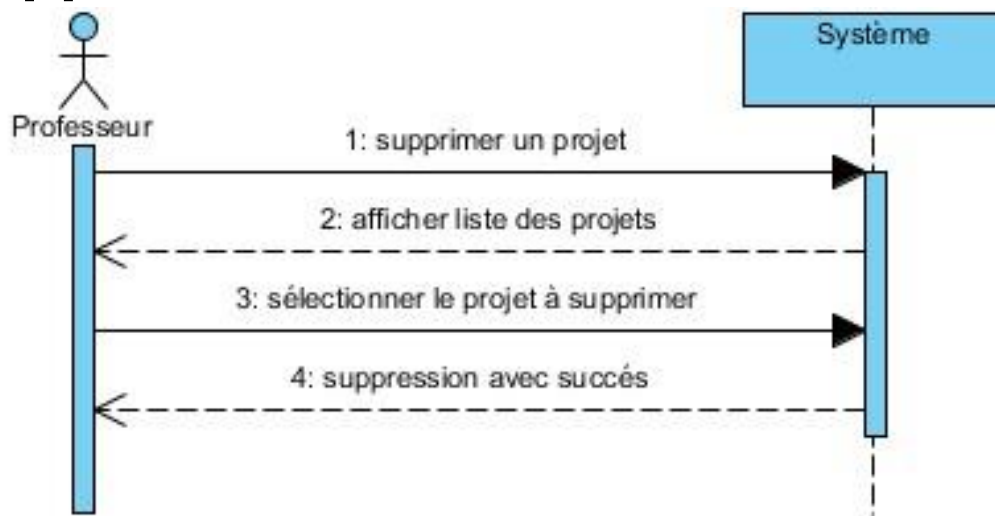 Système
Professeur
1: supprimer un projet
2: afficher liste des projets
3: sélectionner le projet à supprimer
4: suppression avec succés